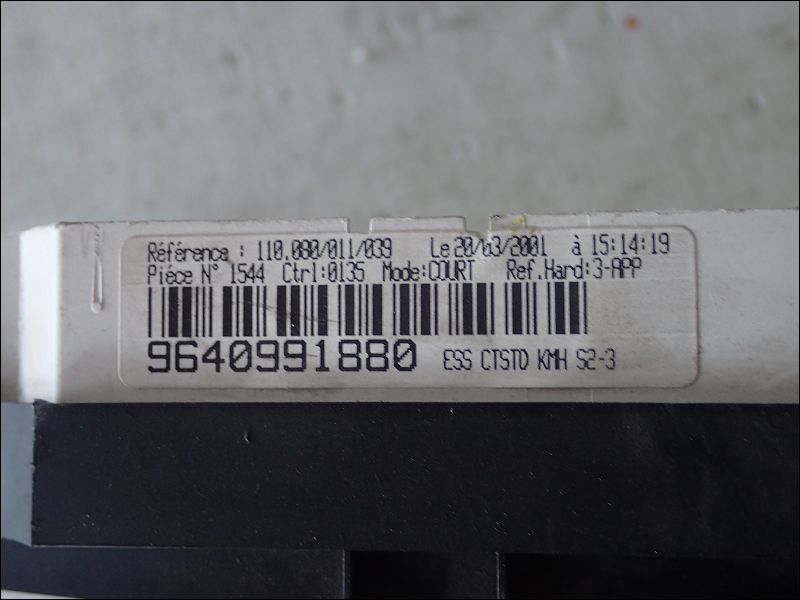 Référence : 110.080/011/039 Le 20/03/2001 à 15:14:19
Piéce N° 1544 Ctrl:0135 Mode:COURT Ref.Hard:3-APP
9640991880 ESS CTSTD KMH S2-3